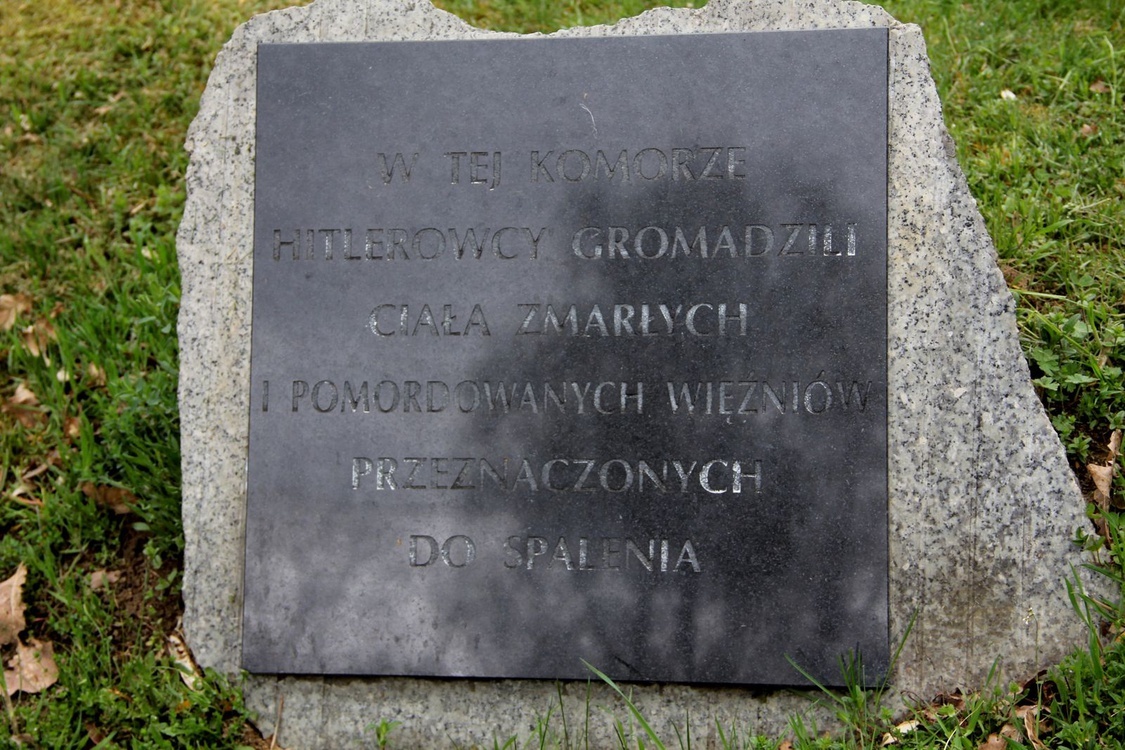 W TEJ KOMORZE
HITLEROWCY GROMADZILI
CIAŁA ZMARŁYCH
I POMORDOWANYCH WIĘŹNIÓW
PRZEZNACZONYCH
DO SPALENIA